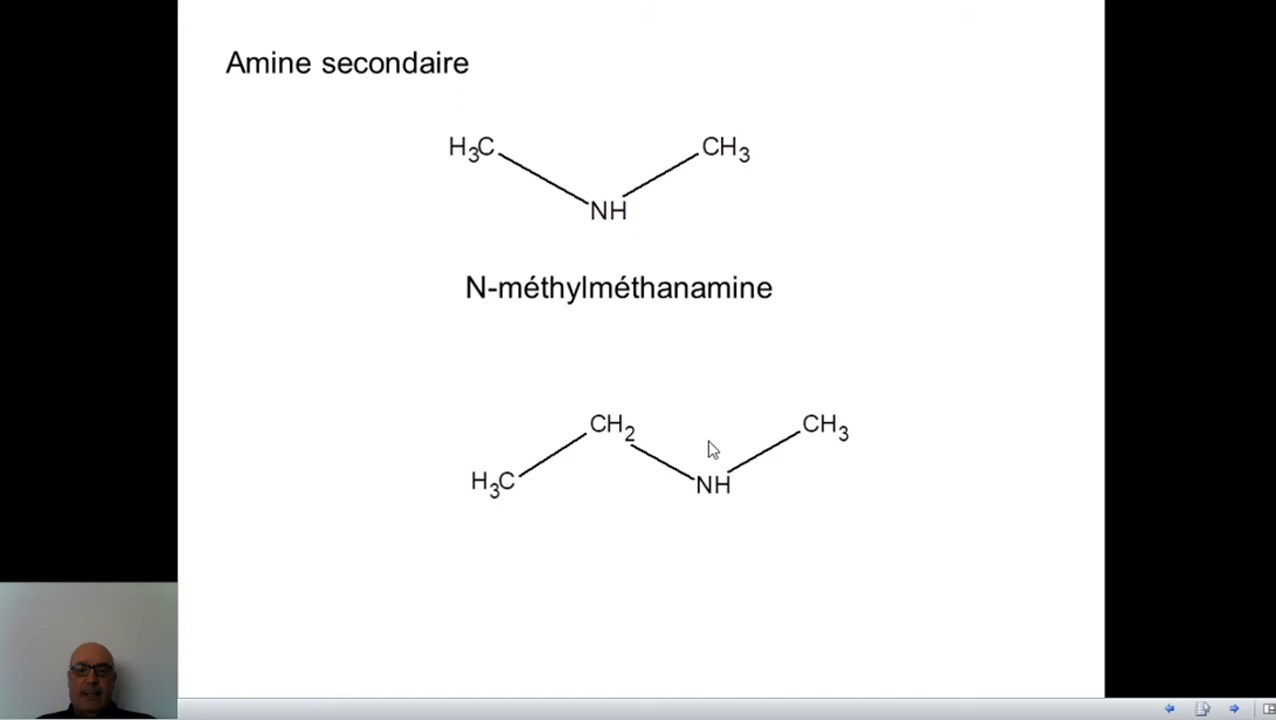 Amine secondaire
H₃C CH₃
NH
N-méthylméthanamine
CH₂ CH₃
H₃C NH